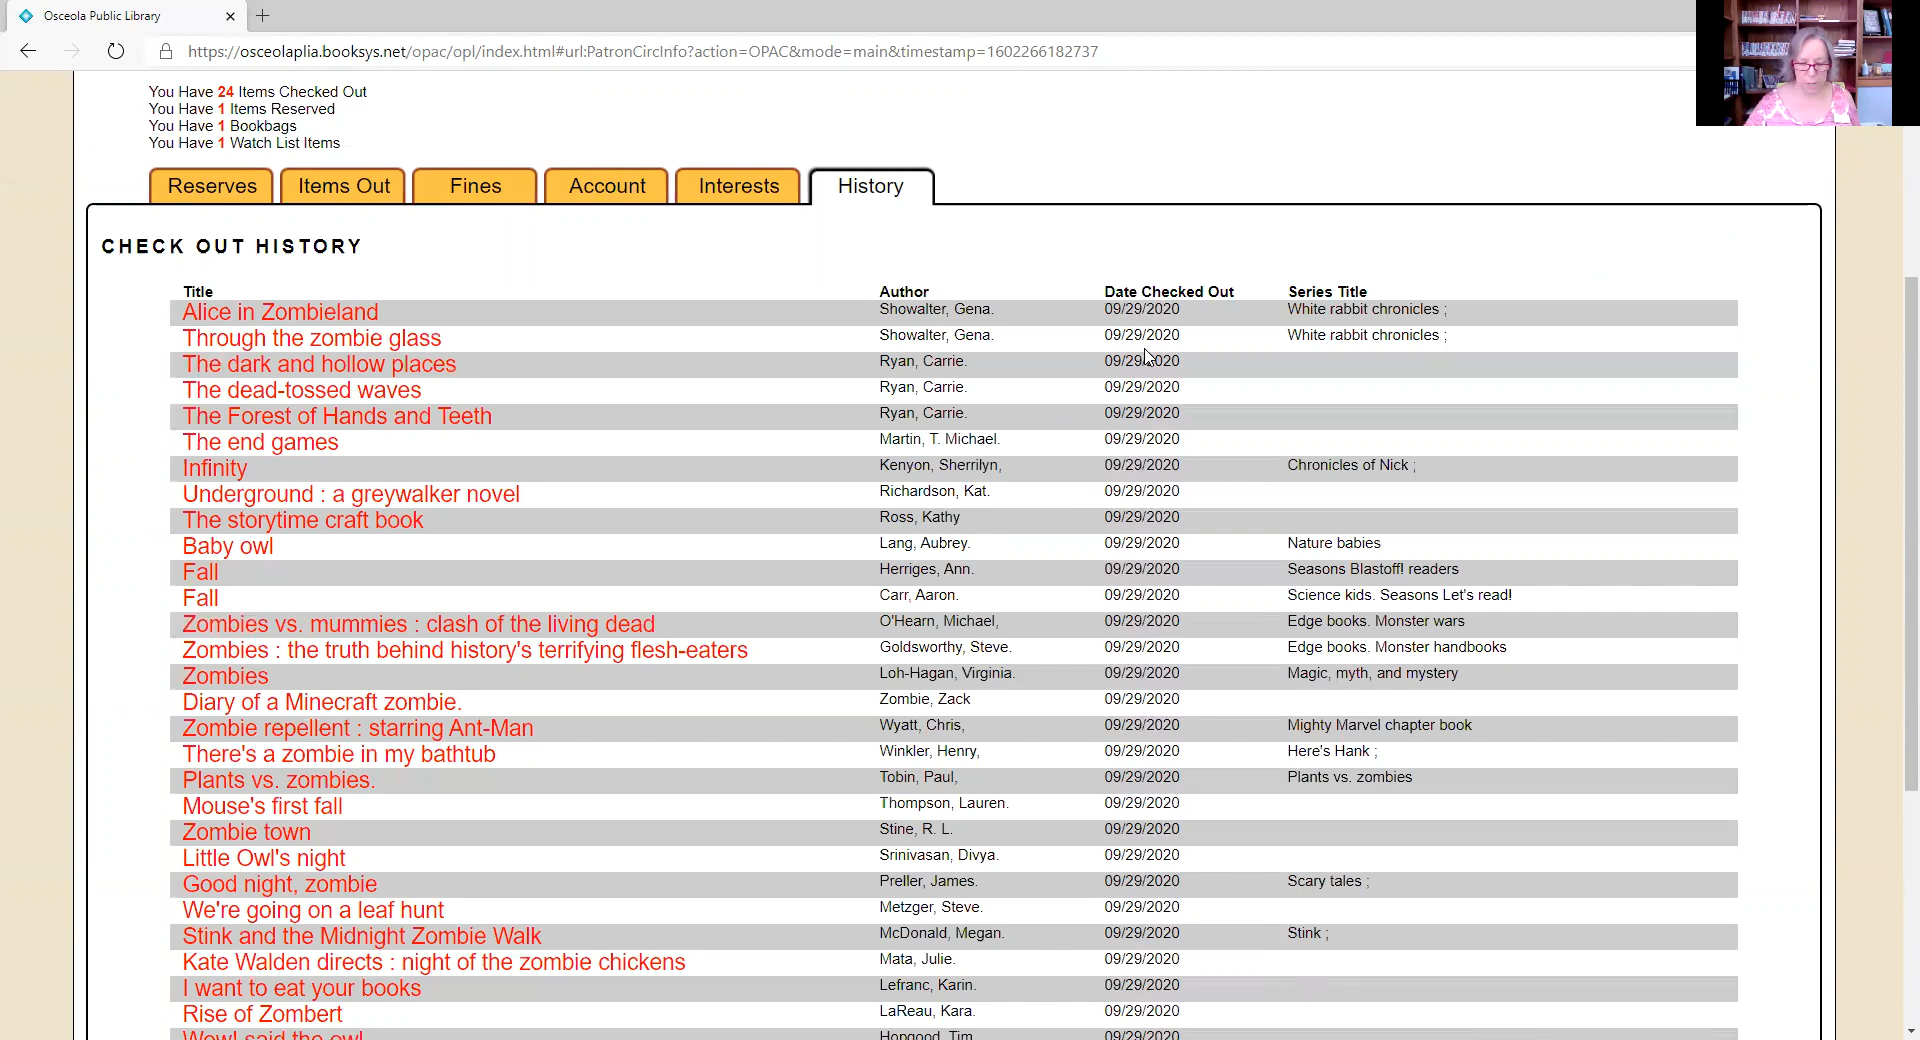 Osceola Public Library
https://osceolaplia.booksys.net/opac/opl/index.html#url:PatronCircInfo?action=OPAC&mode=main&timestamp=1602266182737
You Have 24 Items Checked Out
You Have 1 Items Reserved
You Have 1 Bookbags
You Have 1 Watch List Items
Reserves Items Out Fines Account Interests History
CHECK OUT HISTORY
Title Author Date Checked Out Series Title
Alice in Zombieland Showalter, Gena. 09/29/2020 White rabbit chronicles ;
Through the zombie glass Showalter, Gena. 09/29/2020 White rabbit chronicles ;
The dark and hollow places Ryan, Carrie. 09/29/2020
The dead-tossed waves Ryan, Carrie. 09/29/2020
The Forest of Hands and Teeth Ryan, Carrie. 09/29/2020
The end games Martin, T. Michael. 09/29/2020
Infinity Kenyon, Sherrilyn, 09/29/2020 Chronicles of Nick ;
Underground : a greywalker novel Richardson, Kat. 09/29/2020
The storytime craft book Ross, Kathy 09/29/2020
Baby owl Lang, Aubrey. 09/29/2020 Nature babies
Fall Herriges, Ann. 09/29/2020 Seasons Blastoff! readers
Fall Carr, Aaron. 09/29/2020 Science kids. Seasons Let's read!
Zombies vs. mummies : clash of the living dead O'Hearn, Michael, 09/29/2020 Edge books. Monster wars
Zombies : the truth behind history's terrifying flesh-eaters Goldsworthy, Steve. 09/29/2020 Edge books. Monster handbooks
Zombies Loh-Hagan, Virginia. 09/29/2020 Magic, myth, and mystery
Diary of a Minecraft zombie. Zombie, Zack 09/29/2020
Zombie repellent : starring Ant-Man Wyatt, Chris, 09/29/2020 Mighty Marvel chapter book
There's a zombie in my bathtub Winkler, Henry, 09/29/2020 Here's Hank ;
Plants vs. zombies. Tobin, Paul, 09/29/2020 Plants vs. zombies
Mouse's first fall Thompson, Lauren. 09/29/2020
Zombie town Stine, R. L. 09/29/2020
Little Owl's night Srinivasan, Divya. 09/29/2020
Good night, zombie Preller, James. 09/29/2020 Scary tales ;
We're going on a leaf hunt Metzger, Steve. 09/29/2020
Stink and the Midnight Zombie Walk McDonald, Megan. 09/29/2020 Stink ;
Kate Walden directs : night of the zombie chickens Mata, Julie. 09/29/2020
I want to eat your books Lefranc, Karin. 09/29/2020
Rise of Zombert LaReau, Kara. 09/29/2020
Wow! said the owl Hopgood, Tim 09/29/2020